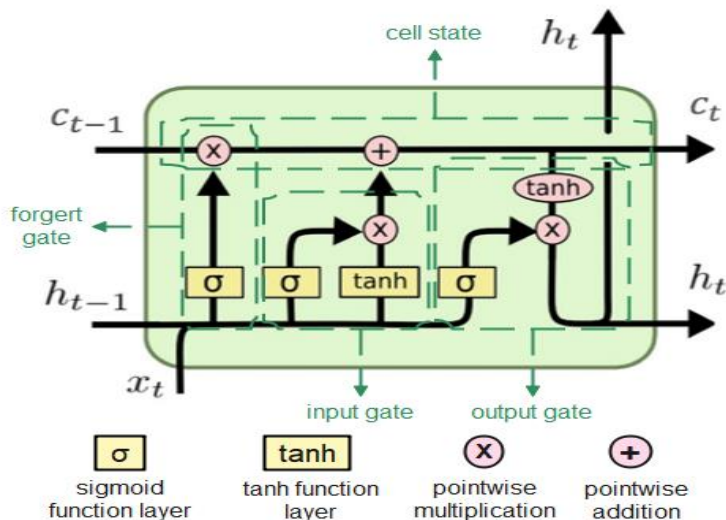 cell state
h_t
c_{t-1}
c_t
x
+
tanh
forgert
gate
x
x
σ
σ
tanh
σ
h_{t-1}
h_t
x_t
input gate
output gate
σ
tanh
x
+
sigmoid
function layer
tanh function
layer
pointwise
multiplication
pointwise
addition